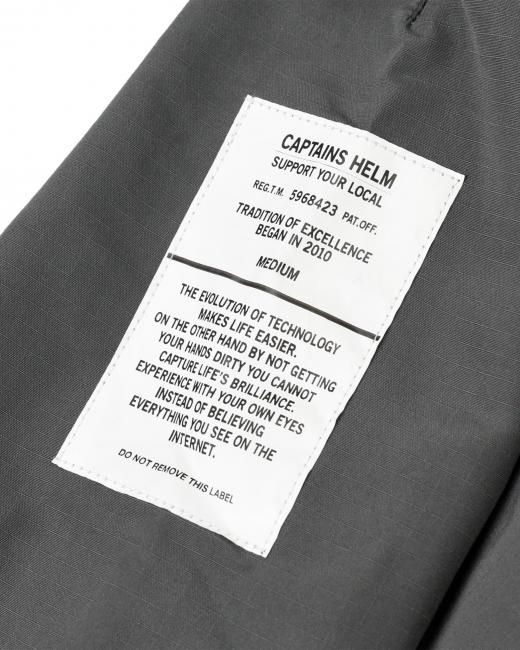 CAPTAINS HELM
SUPPORT YOUR LOCAL
REG.T.M. 5968423 PAT.OFF.
TRADITION OF EXCELLENCE
BEGAN IN 2010
MEDIUM
THE EVOLUTION OF TECHNOLOGY
MAKES LIFE EASIER.
ON THE OTHER HAND BY NOT GETTING
YOUR HANDS DIRTY YOU CANNOT
CAPTURE LIFE'S BRILLIANCE.
EXPERIENCE WITH YOUR OWN EYES
INSTEAD OF BELIEVING
EVERYTHING YOU SEE ON THE
INTERNET.
DO NOT REMOVE THIS LABEL